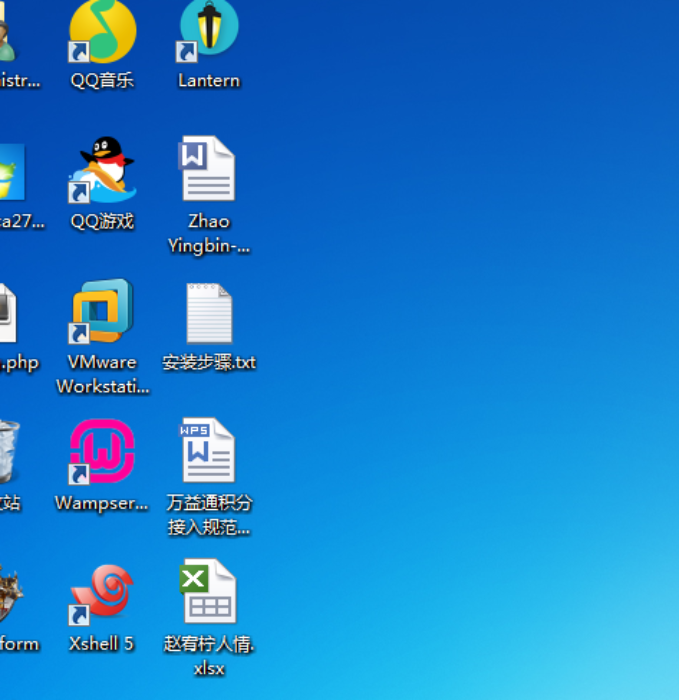 istr...
QQ音乐
Lantern
ca27...
QQ游戏
Zhao
Yingbin-...
.php
VMware
Workstati...
安装步骤.txt
站
Wampser...
WPS
万益通积分
接入规范...
form
Xshell 5
赵宥柠人情.
xlsx